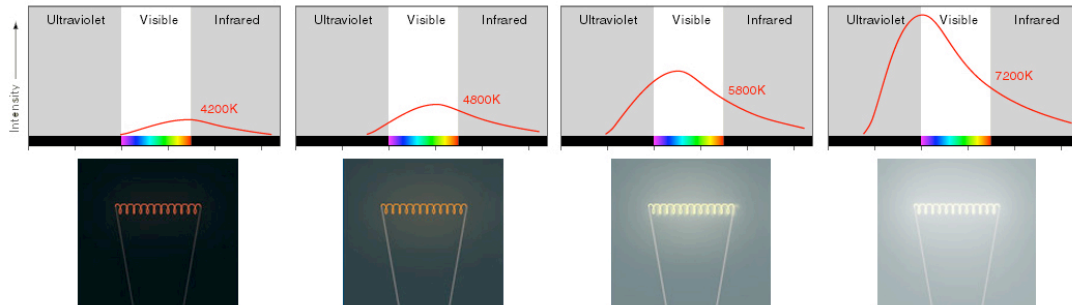 Ultraviolet Visible Infrared
Ultraviolet Visible Infrared
Ultraviolet Visible Infrared
Ultraviolet Visible Infrared
Intensity
4200K
4800K
5800K
7200K